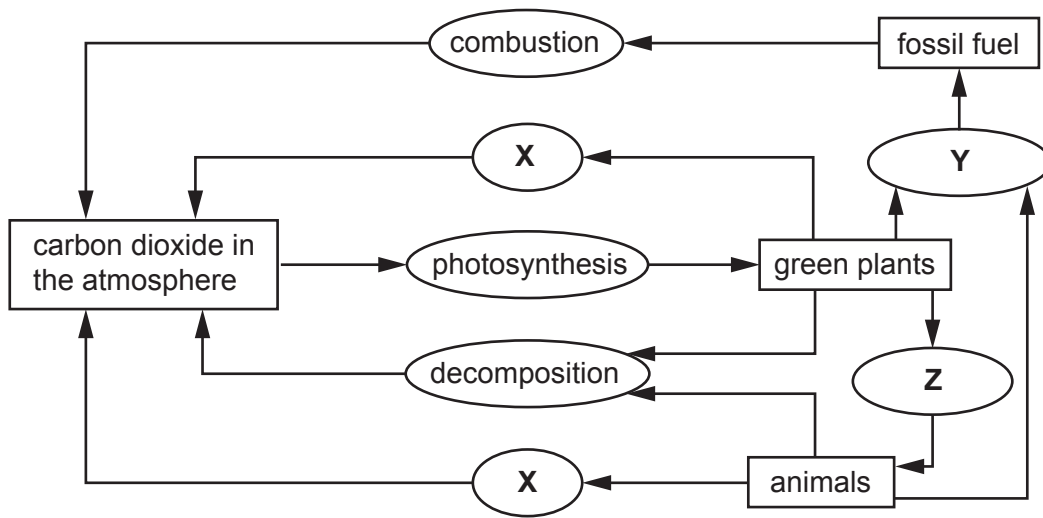 combustion
fossil fuel
X
Y
carbon dioxide in
the atmosphere
photosynthesis
green plants
decomposition
Z
X
animals